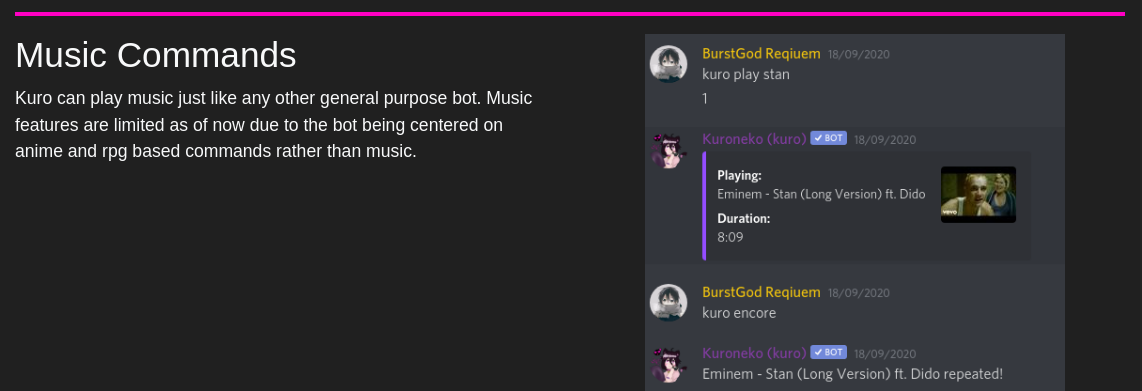 Music Commands
Kuro can play music just like any other general purpose bot. Music
features are limited as of now due to the bot being centered on
anime and rpg based commands rather than music.
BurstGod Reqiuem 18/09/2020
kuro play stan
1
Kuroneko (kuro) ✓ BOT 18/09/2020
Playing:
Eminem - Stan (Long Version) ft. Dido
vevo
Duration:
8:09
BurstGod Reqiuem 18/09/2020
kuro encore
Kuroneko (kuro) ✓ BOT 18/09/2020
Eminem - Stan (Long Version) ft. Dido repeated!